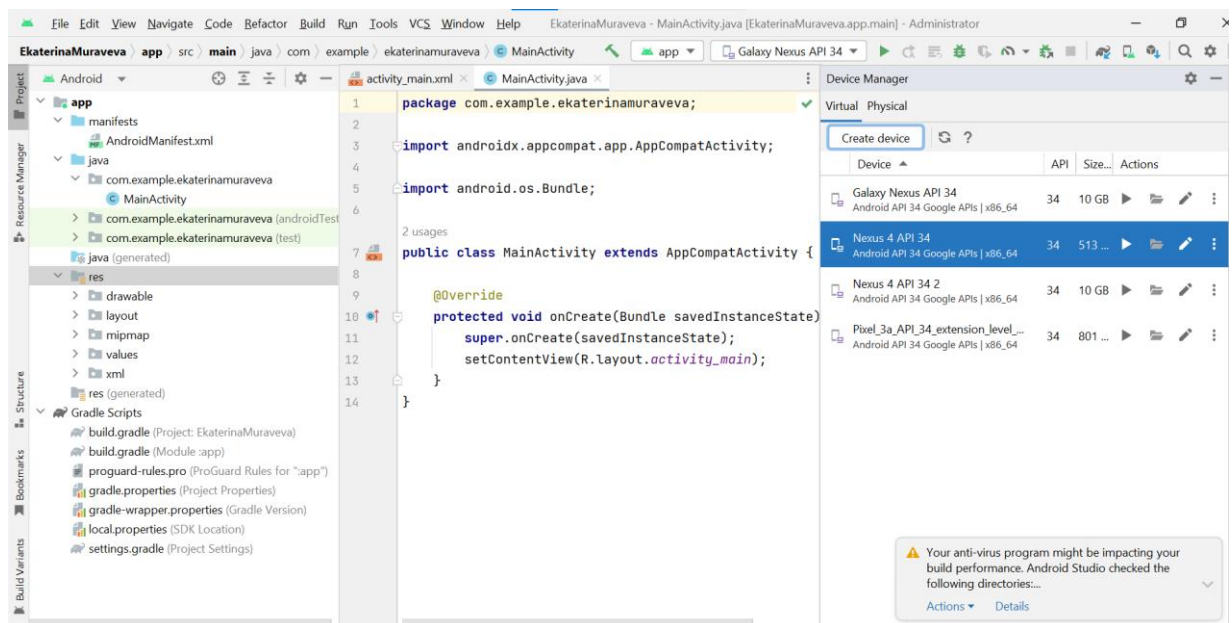 File Edit View Navigate Code Refactor Build Run Tools VCS Window Help EkaterinaMuraveva - MainActivity.java [EkaterinaMuraveva.app.main] - Administrator
EkaterinaMuraveva app src main java com example ekaterinamuraveva MainActivity app Galaxy Nexus API 34
Project
Resource Manager
Structure
Bookmarks
Build Variants
Android
app
manifests
AndroidManifest.xml
java
com.example.ekaterinamuraveva
MainActivity
com.example.ekaterinamuraveva (androidTest
com.example.ekaterinamuraveva (test)
java (generated)
res
drawable
layout
mipmap
values
xml
res (generated)
Gradle Scripts
build.gradle (Project: EkaterinaMuraveva)
build.gradle (Module :app)
proguard-rules.pro (ProGuard Rules for ":app")
gradle.properties (Project Properties)
gradle-wrapper.properties (Gradle Version)
local.properties (SDK Location)
settings.gradle (Project Settings)
activity_main.xml MainActivity.java
1 package com.example.ekaterinamuraveva;
2
3 import androidx.appcompat.app.AppCompatActivity;
4
5 import android.os.Bundle;
6
2 usages
7 public class MainActivity extends AppCompatActivity {
8
9 @Override
10 protected void onCreate(Bundle savedInstanceState)
11 super.onCreate(savedInstanceState);
12 setContentView(R.layout.activity_main);
13 }
14 }
Device Manager
Virtual Physical
Create device ?
Device API Size... Actions
Galaxy Nexus API 34
Android API 34 Google APIs | x86_64
34 10 GB
Nexus 4 API 34
Android API 34 Google APIs | x86_64
34 513 ...
Nexus 4 API 34 2
Android API 34 Google APIs | x86_64
34 10 GB
Pixel_3a_API_34_extension_level_...
Android API 34 Google APIs | x86_64
34 801 ...
Your anti-virus program might be impacting your
build performance. Android Studio checked the
following directories:...
Actions Details